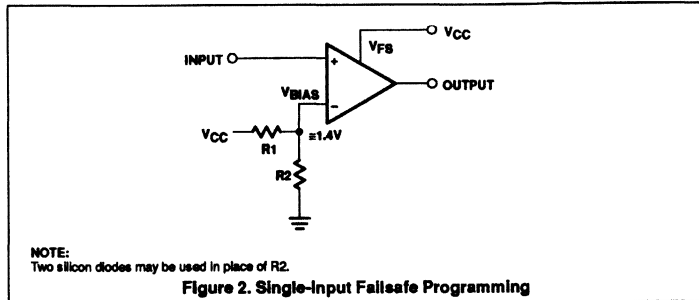 VCC
VFS
INPUT
+
OUTPUT
VBIAS
−
VCC
≅1.4V
R1
R2
NOTE:
Two silicon diodes may be used in place of R2.
Figure 2. Single-Input Failsafe Programming